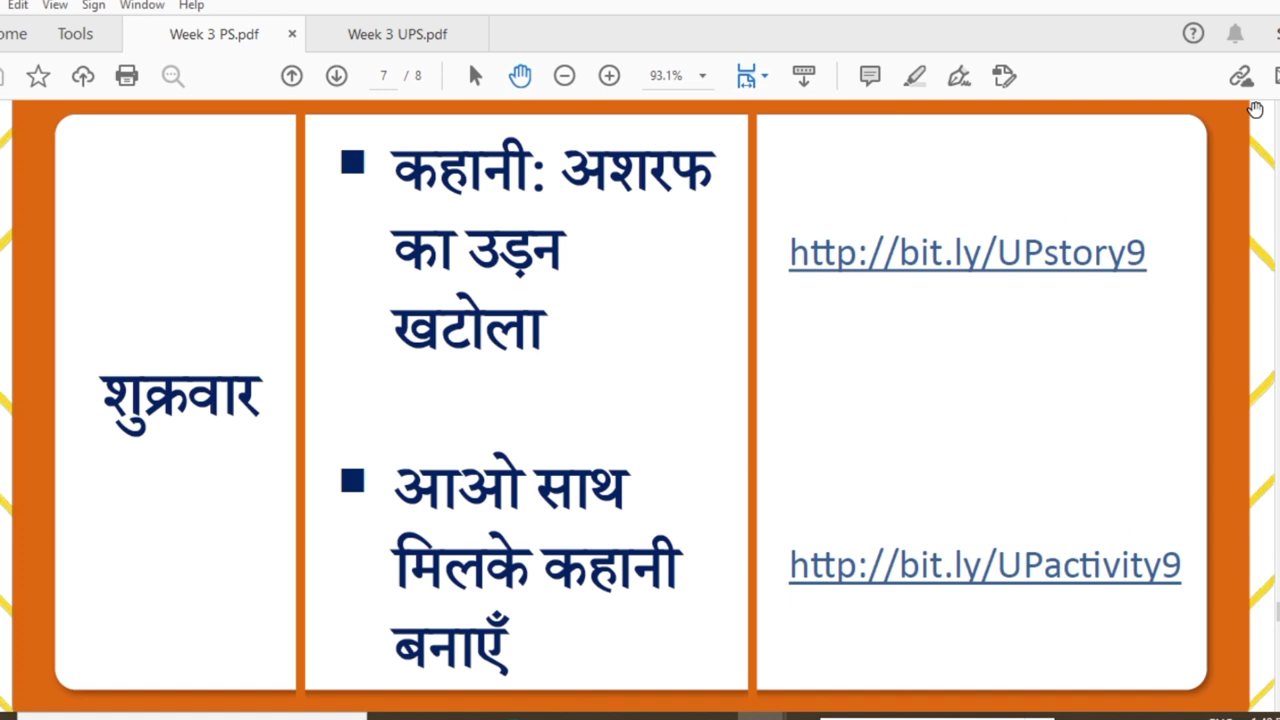 Edit View Sign Window Help
ome Tools Week 3 PS.pdf × Week 3 UPS.pdf
7 / 8 93.1%
कहानी: अशरफ
का उड़न
खटोला
http://bit.ly/UPstory9
शुक्रवार
आओ साथ
मिलके कहानी
बनाएँ
http://bit.ly/UPactivity9